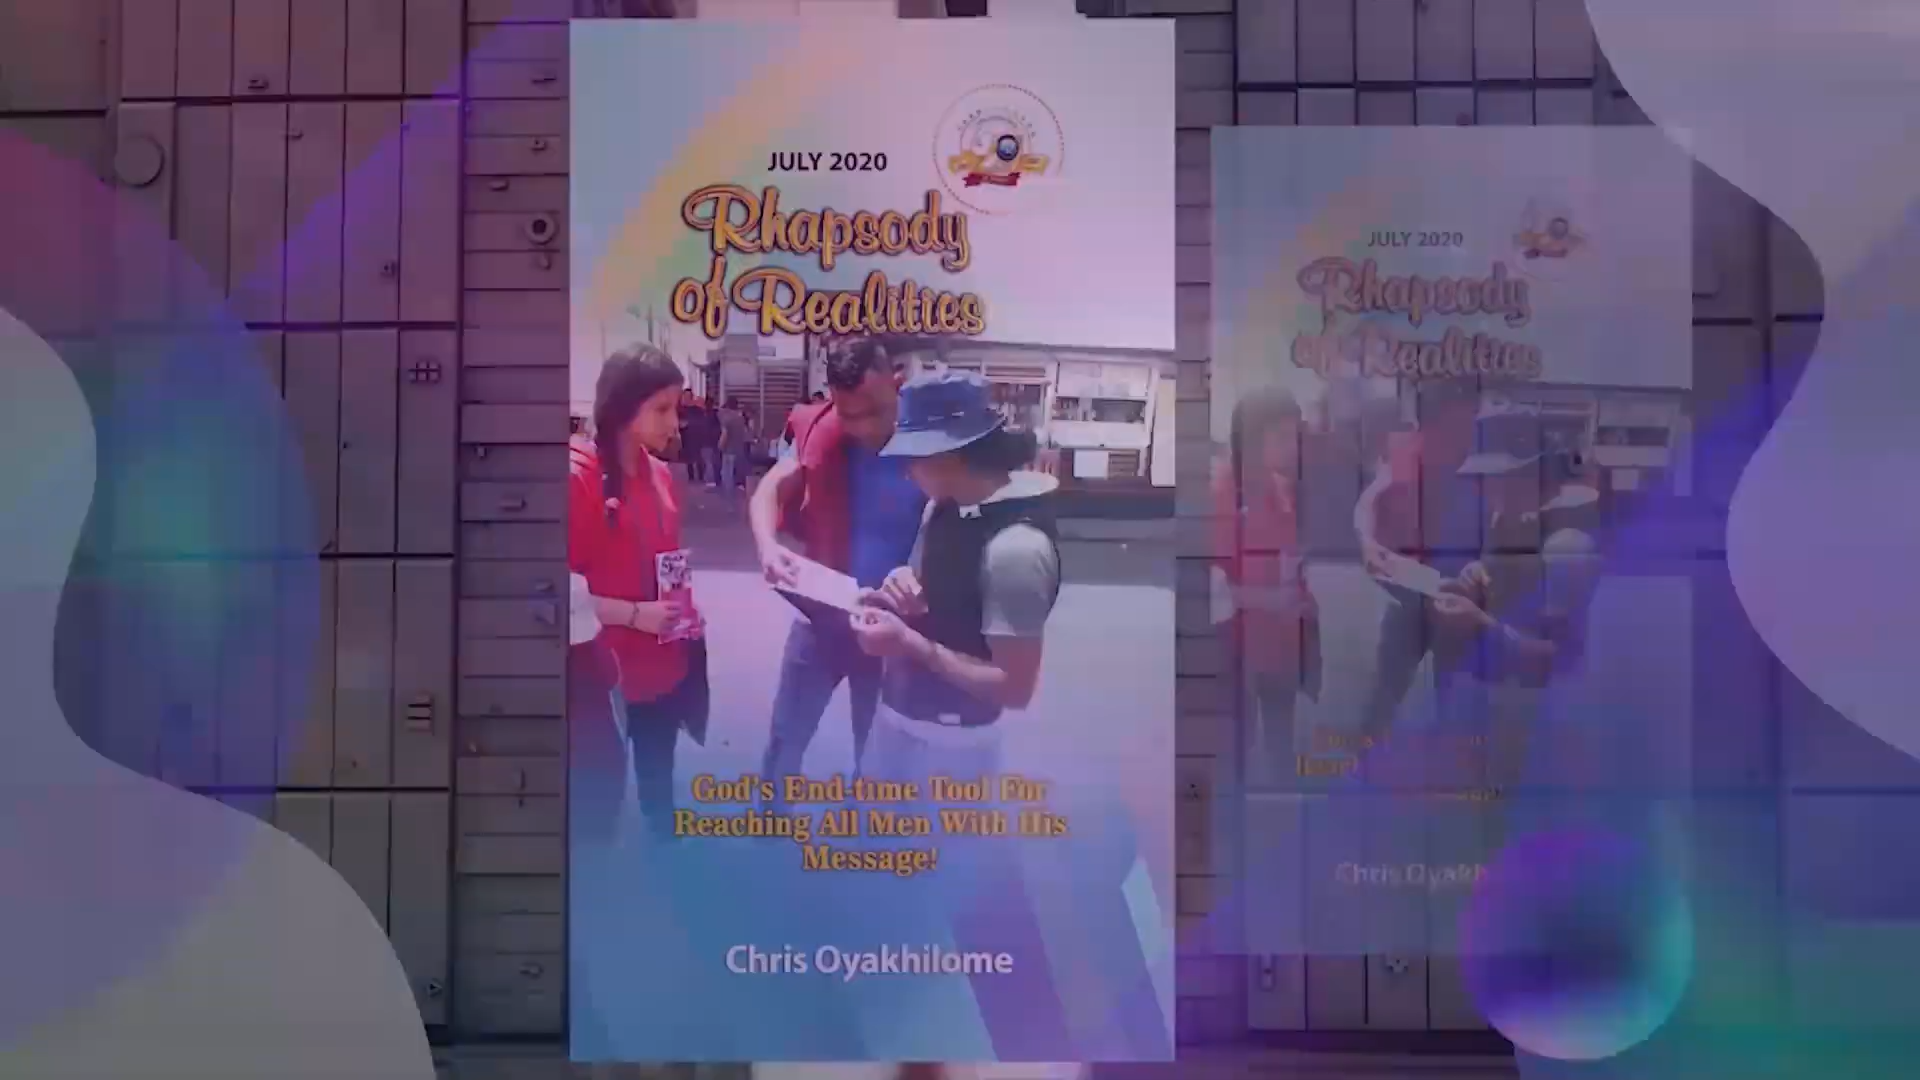 JULY 2020
Rhapsody
of Realities
God's End-time Tool For
Reaching All Men With His
Message!
Chris Oyakhilome
JULY 2020
Rhapsody
of Realities